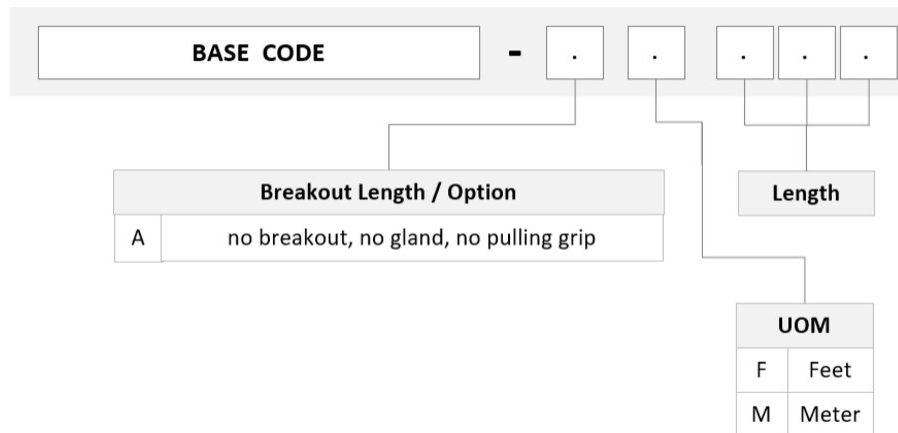 BASE CODE - . . . . .
Breakout Length / Option
Length
A no breakout, no gland, no pulling grip
UOM
F Feet
M Meter